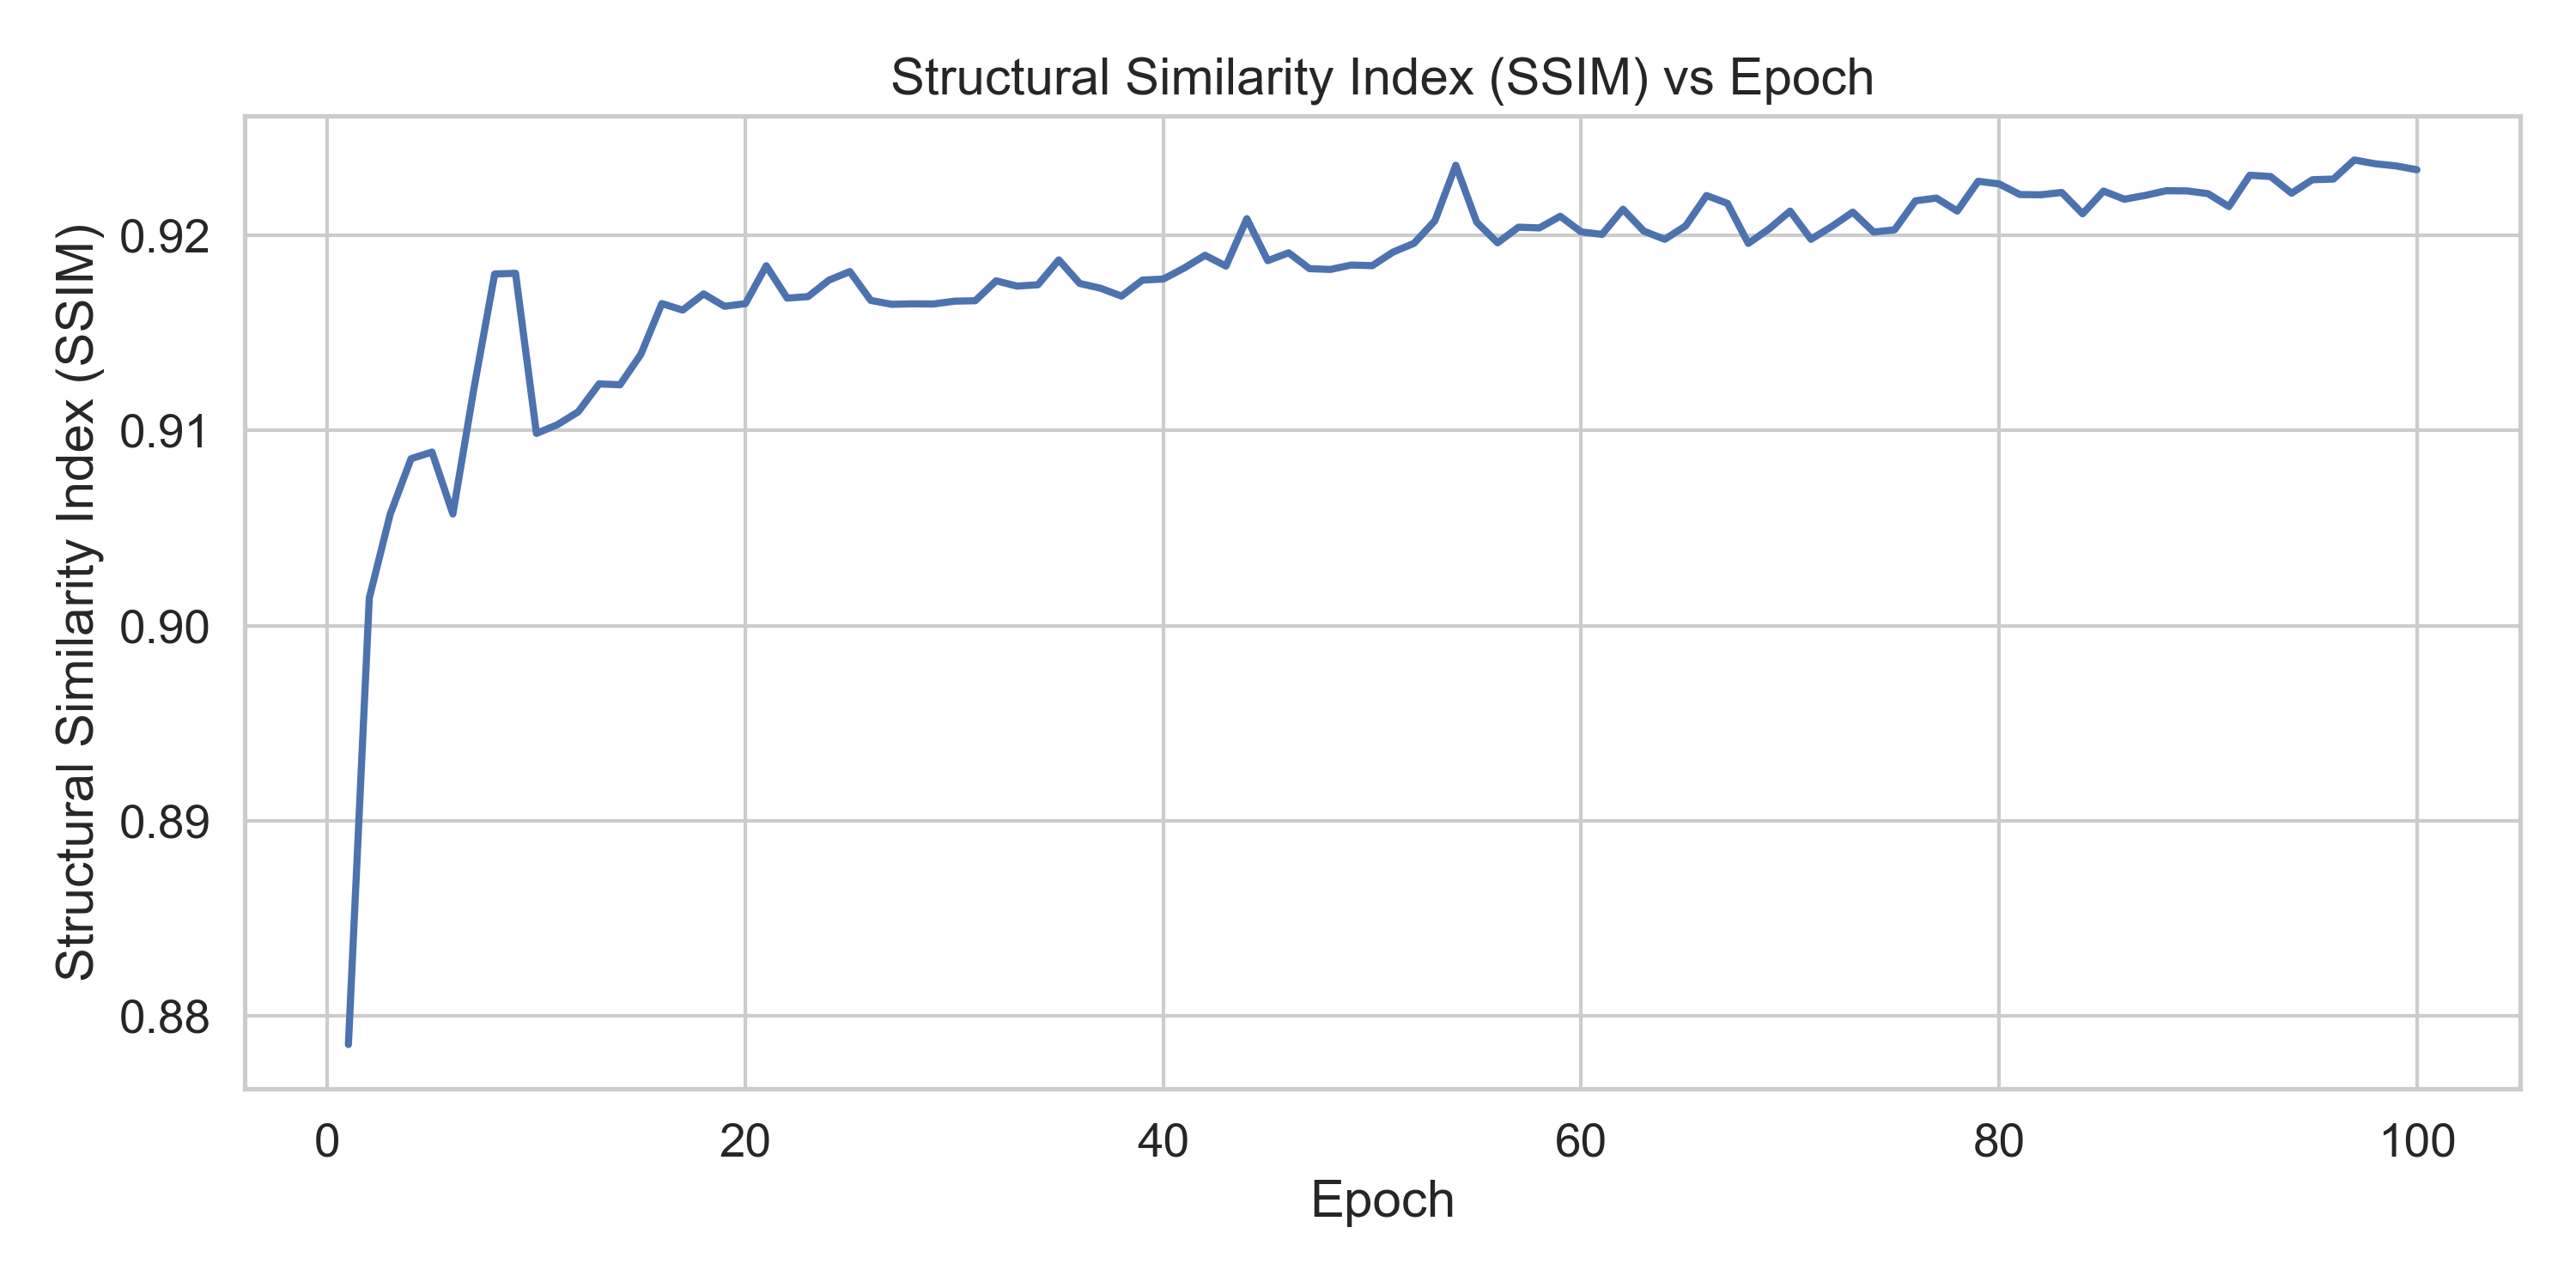 Structural Similarity Index (SSIM) vs Epoch
Structural Similarity Index (SSIM)
0.92
0.91
0.90
0.89
0.88
0 20 40 60 80 100
Epoch